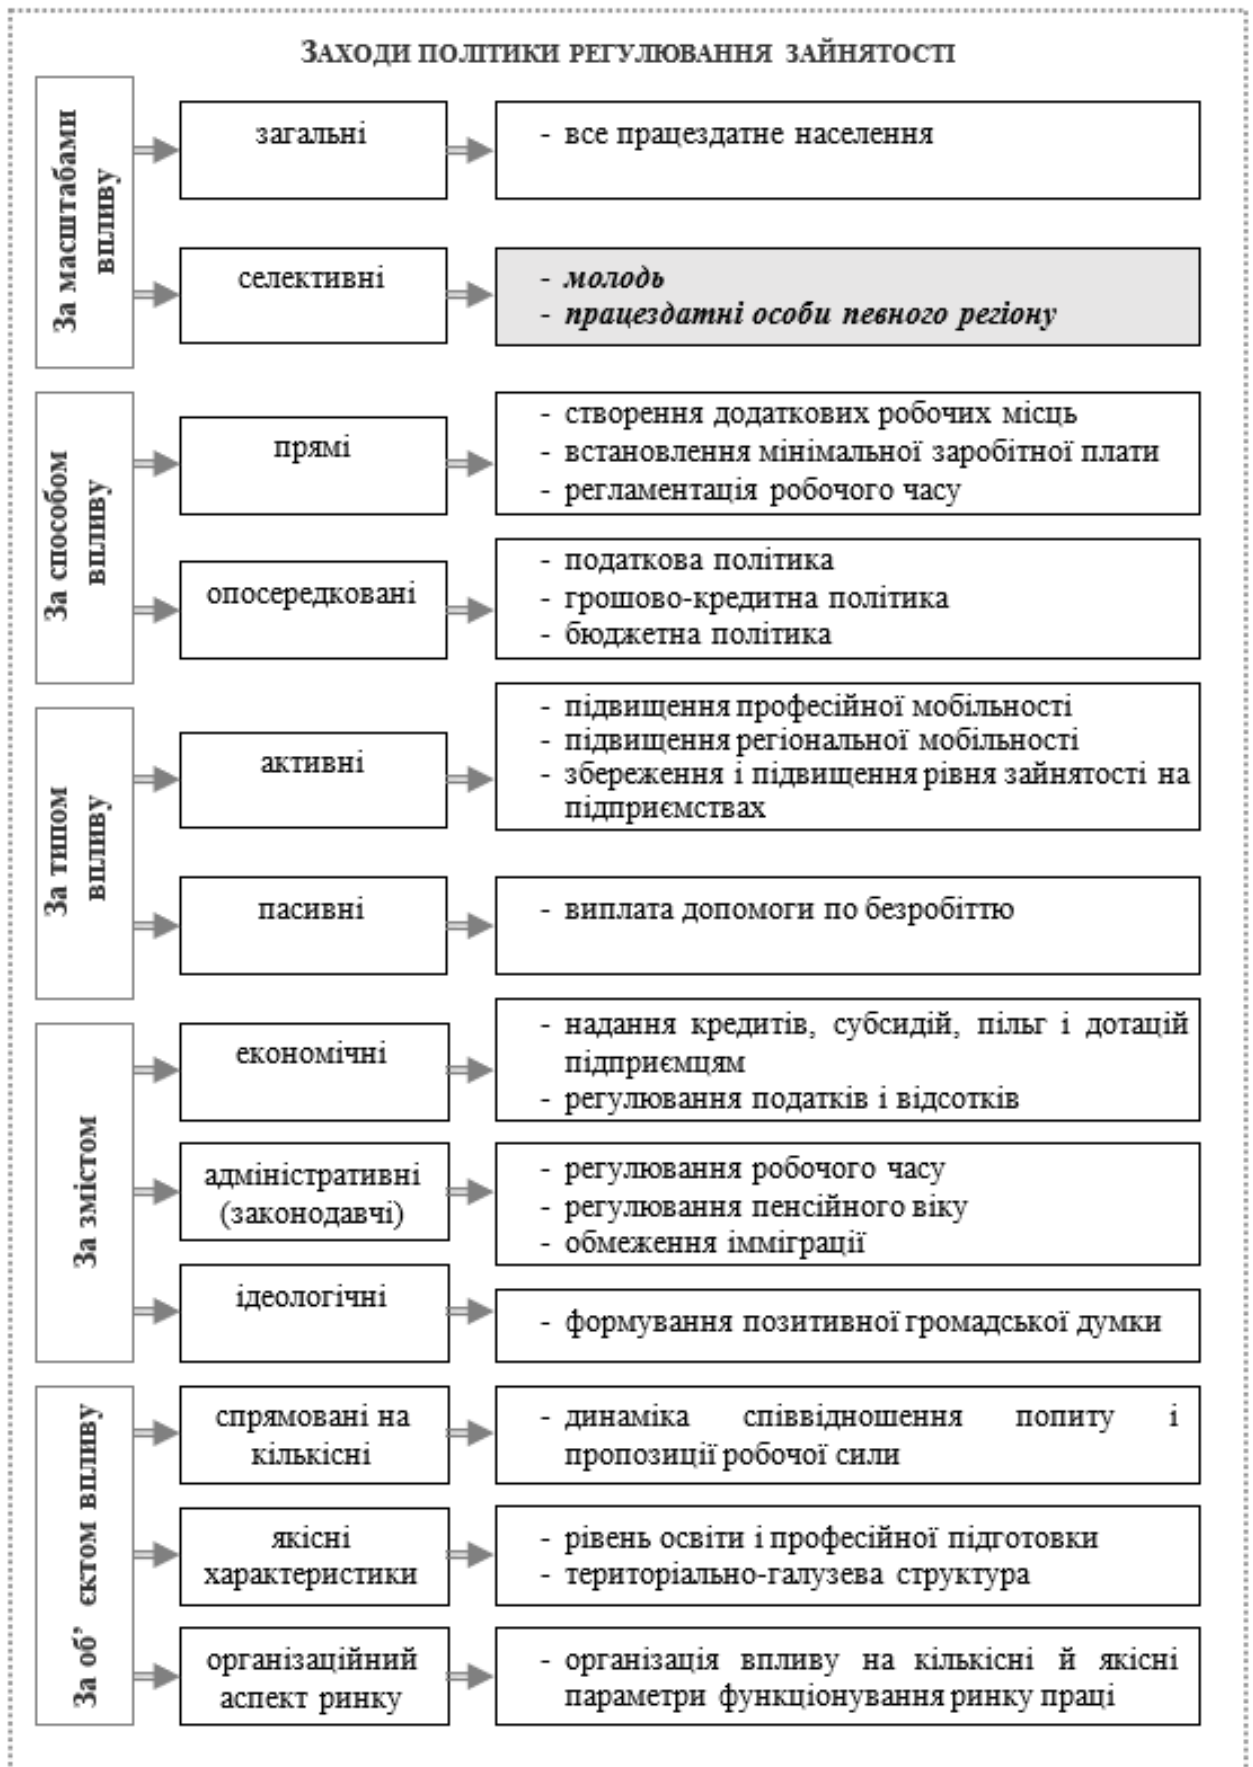 ЗАХОДИ ПОЛІТИКИ РЕГУЛЮВАННЯ ЗАЙНЯТОСТІ
За масштабами
впливу
загальні
- все працездатне населення
селективні
- молодь
- працездатні особи певного регіону
За способом
впливу
прямі
- створення додаткових робочих місць
- встановлення мінімальної заробітної плати
- регламентація робочого часу
опосередковані
- податкова політика
- грошово-кредитна політика
- бюджетна політика
За типом
впливу
активні
- підвищення професійної мобільності
- підвищення регіональної мобільності
- збереження і підвищення рівня зайнятості на
підприємствах
пасивні
- виплата допомоги по безробіттю
За змістом
економічні
- надання кредитів, субсидій, пільг і дотацій
підприємцям
- регулювання податків і відсотків
адміністративні
(законодавчі)
- регулювання робочого часу
- регулювання пенсійного віку
- обмеження імміграції
ідеологічні
- формування позитивної громадської думки
За об’ єктом впливу
спрямовані на
кількісні
- динаміка співвідношення попиту і
пропозиції робочої сили
якісні
характеристики
- рівень освіти і професійної підготовки
- територіально-галузева структура
організаційний
аспект ринку
- організація впливу на кількісні й якісні
параметри функціонування ринку праці